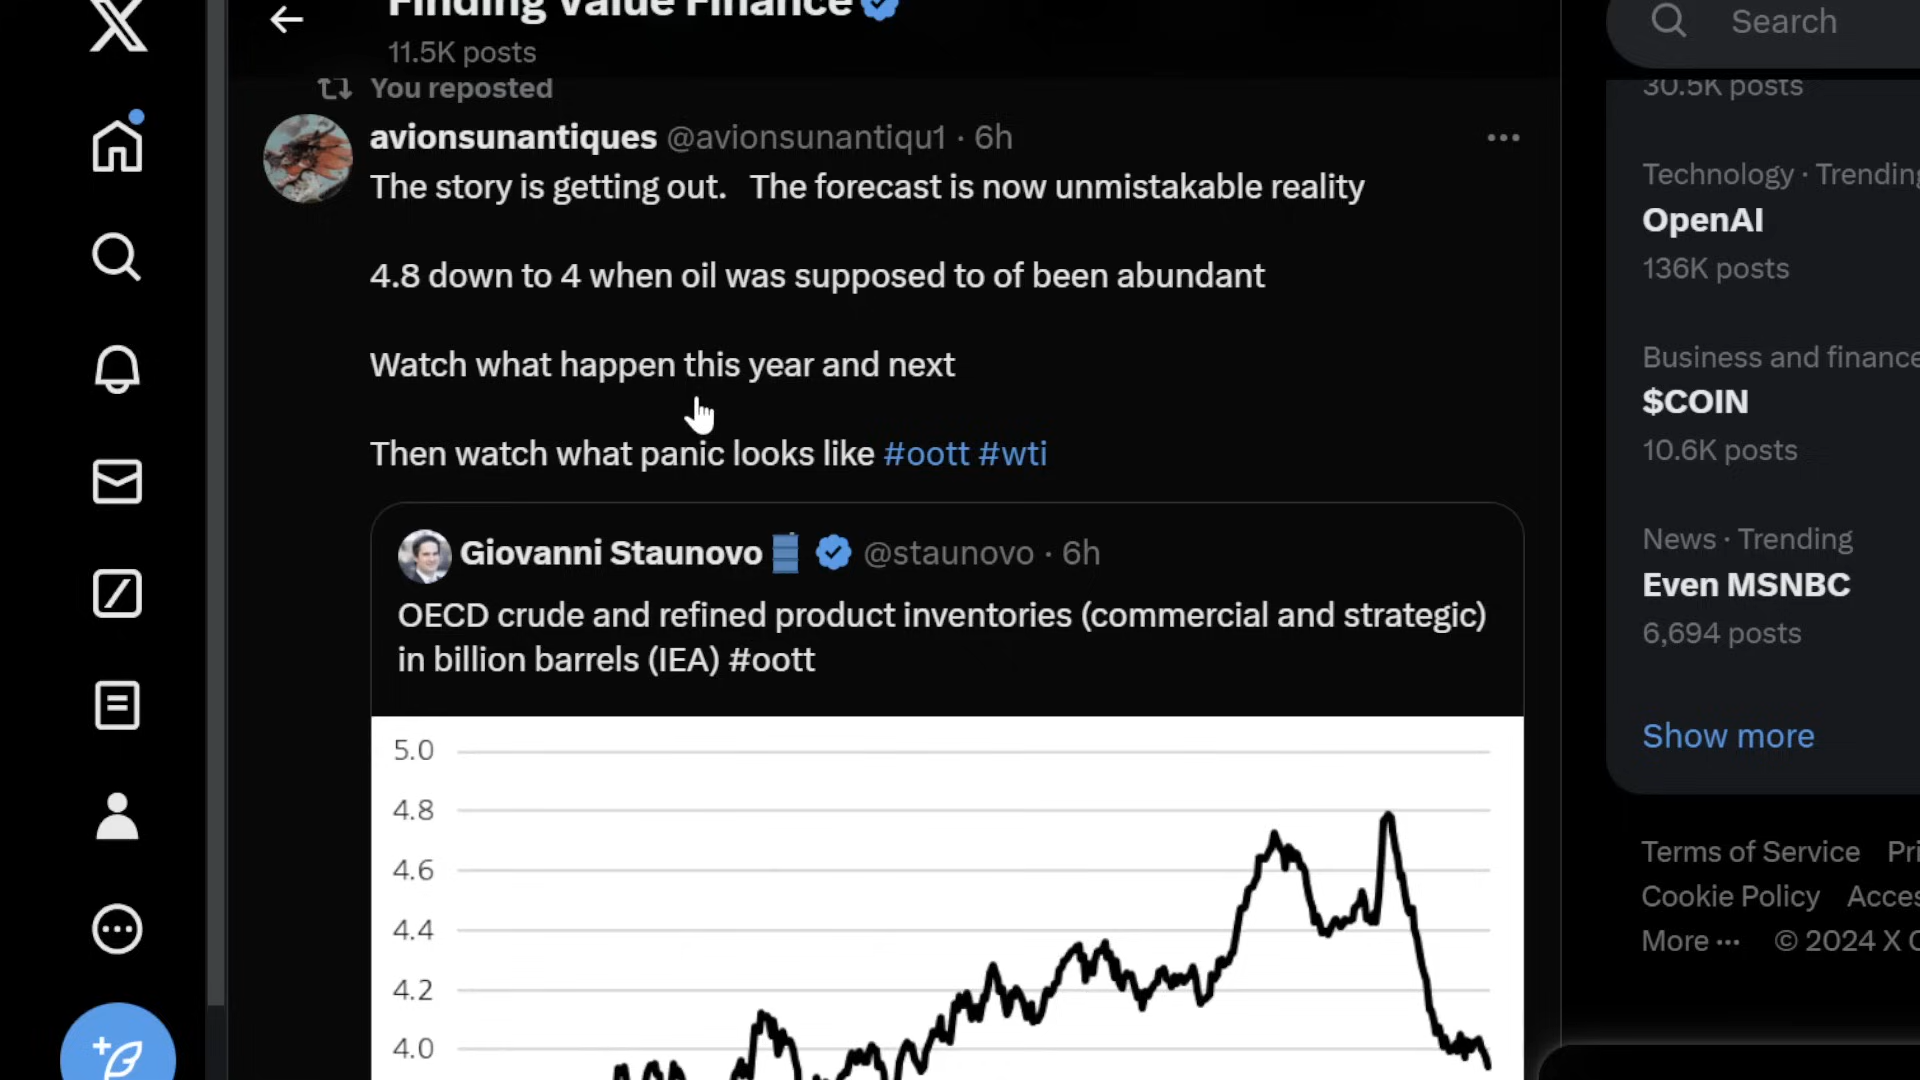 Finding Value Finance
11.5K posts
You reposted
avionsunantiques @avionsunantiqu1 · 6h
The story is getting out. The forecast is now unmistakable reality
4.8 down to 4 when oil was supposed to of been abundant
Watch what happen this year and next
Then watch what panic looks like #oott #wti
Giovanni Staunovo @staunovo · 6h
OECD crude and refined product inventories (commercial and strategic)
in billion barrels (IEA) #oott
5.0
4.8
4.6
4.4
4.2
4.0
Search
30.5K posts
Technology · Trending
OpenAI
136K posts
Business and finance
$COIN
10.6K posts
News · Trending
Even MSNBC
6,694 posts
Show more
Terms of Service Pri
Cookie Policy Acces
More ··· © 2024 X C